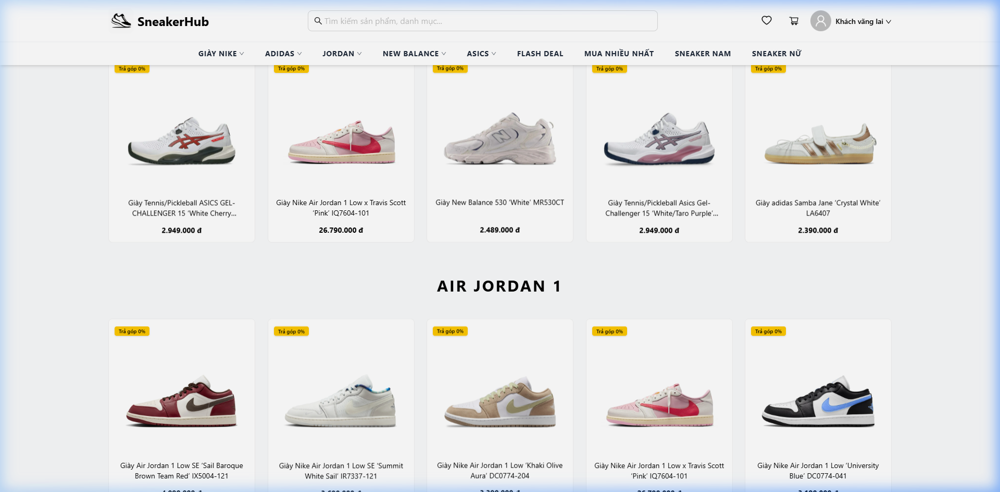 SneakerHub
Tìm kiếm sản phẩm, danh mục...
Khách vãng lai
GIÀY NIKE
ADIDAS
JORDAN
NEW BALANCE
ASICS
FLASH DEAL
MUA NHIỀU NHẤT
SNEAKER NAM
SNEAKER NỮ
Trả góp 0%
Trả góp 0%
Trả góp 0%
Trả góp 0%
Trả góp 0%
Giày Tennis/Pickleball ASICS GEL-
CHALLENGER 15 ‘White Cherry...
2.949.000 đ
Giày Nike Air Jordan 1 Low x Travis Scott
‘Pink’ IQ7604-101
26.790.000 đ
Giày New Balance 530 ‘White’ MR530CT
2.489.000 đ
Giày Tennis/Pickleball Asics Gel-
Challenger 15 ‘White/Taro Purple’...
2.949.000 đ
Giày adidas Samba Jane ‘Crystal White’
LA6407
2.390.000 đ
AIR JORDAN 1
Trả góp 0%
Trả góp 0%
Trả góp 0%
Trả góp 0%
Trả góp 0%
Giày Air Jordan 1 Low SE ‘Sail Baroque
Brown Team Red’ IX5004-121
Giày Nike Air Jordan 1 Low SE ‘Summit
White Sail’ IR7337-121
Giày Nike Air Jordan 1 Low ‘Khaki Olive
Aura’ DC0774-204
Giày Nike Air Jordan 1 Low x Travis Scott
‘Pink’ IQ7604-101
Giày Nike Air Jordan 1 Low ‘University
Blue’ DC0774-041